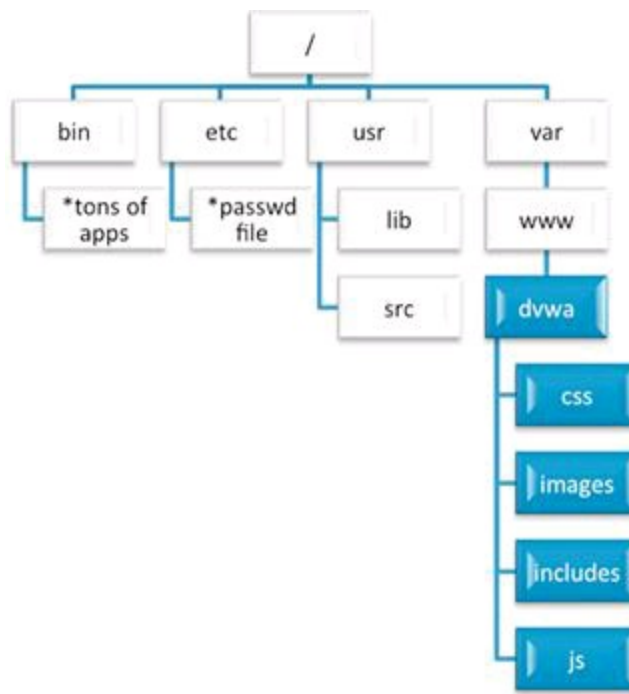 /
bin
etc
usr
var
*tons of
apps
*passwd
file
lib
www
src
dvwa
css
images
includes
js